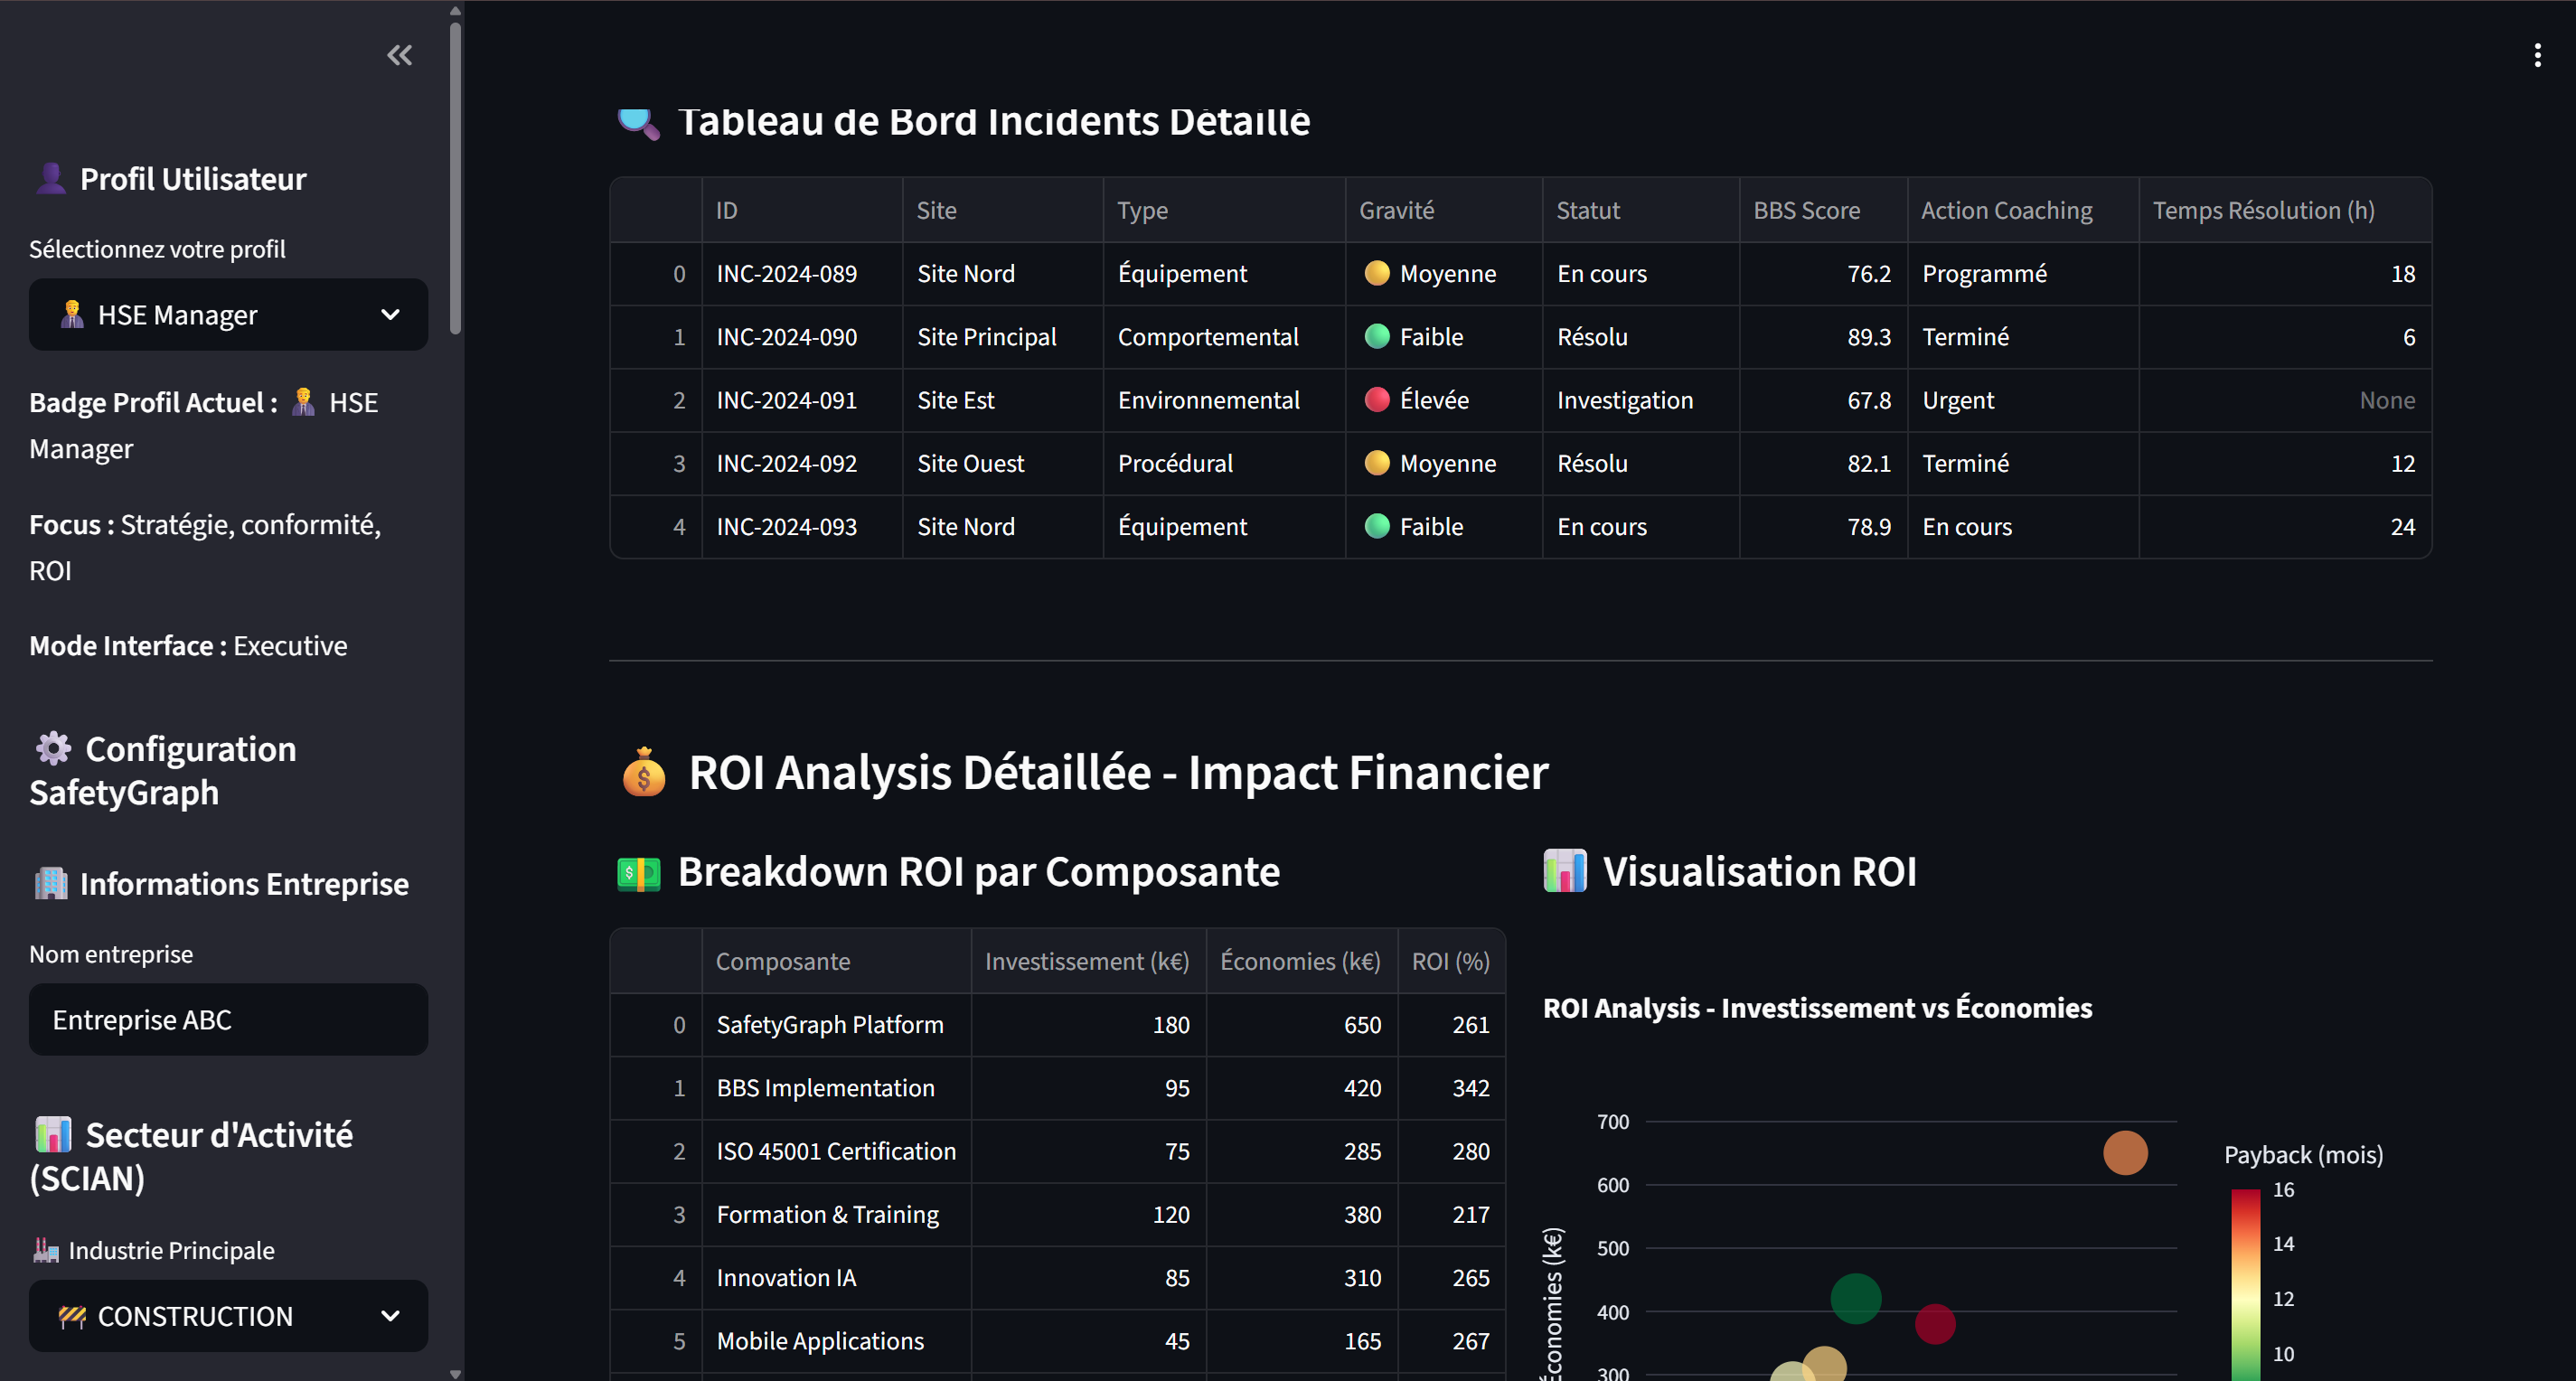 Profil Utilisateur
Sélectionnez votre profil
HSE Manager
Badge Profil Actuel : HSE
Manager
Focus : Stratégie, conformité,
ROI
Mode Interface : Executive
Configuration
SafetyGraph
Informations Entreprise
Nom entreprise
Entreprise ABC
Secteur d'Activité
(SCIAN)
Industrie Principale
CONSTRUCTION
Tableau de Bord Incidents Détaillé
ID Site Type Gravité Statut BBS Score Action Coaching Temps Résolution (h)
0 INC-2024-089 Site Nord Équipement Moyenne En cours 76.2 Programmé 18
1 INC-2024-090 Site Principal Comportemental Faible Résolu 89.3 Terminé 6
2 INC-2024-091 Site Est Environnemental Élevée Investigation 67.8 Urgent None
3 INC-2024-092 Site Ouest Procédural Moyenne Résolu 82.1 Terminé 12
4 INC-2024-093 Site Nord Équipement Faible En cours 78.9 En cours 24
ROI Analysis Détaillée - Impact Financier
Breakdown ROI par Composante
Composante Investissement (k€) Économies (k€) ROI (%)
0 SafetyGraph Platform 180 650 261
1 BBS Implementation 95 420 342
2 ISO 45001 Certification 75 285 280
3 Formation & Training 120 380 217
4 Innovation IA 85 310 265
5 Mobile Applications 45 165 267
Visualisation ROI
ROI Analysis - Investissement vs Économies
700
600
500
400
300
Économies (k€)
Payback (mois)
16
14
12
10